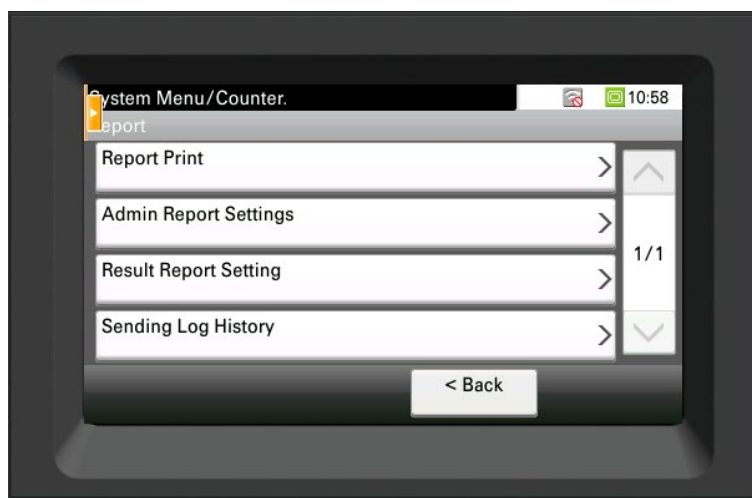 ystem Menu/Counter.
10:58
eport
Report Print
Admin Report Settings
1/1
Result Report Setting
Sending Log History
< Back